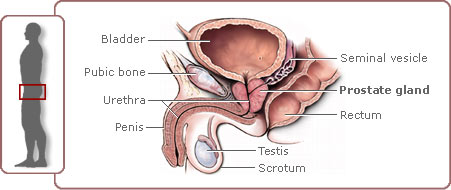 Bladder
Pubic bone
Urethra
Penis
Seminal vesicle
Prostate gland
Rectum
Testis
Scrotum